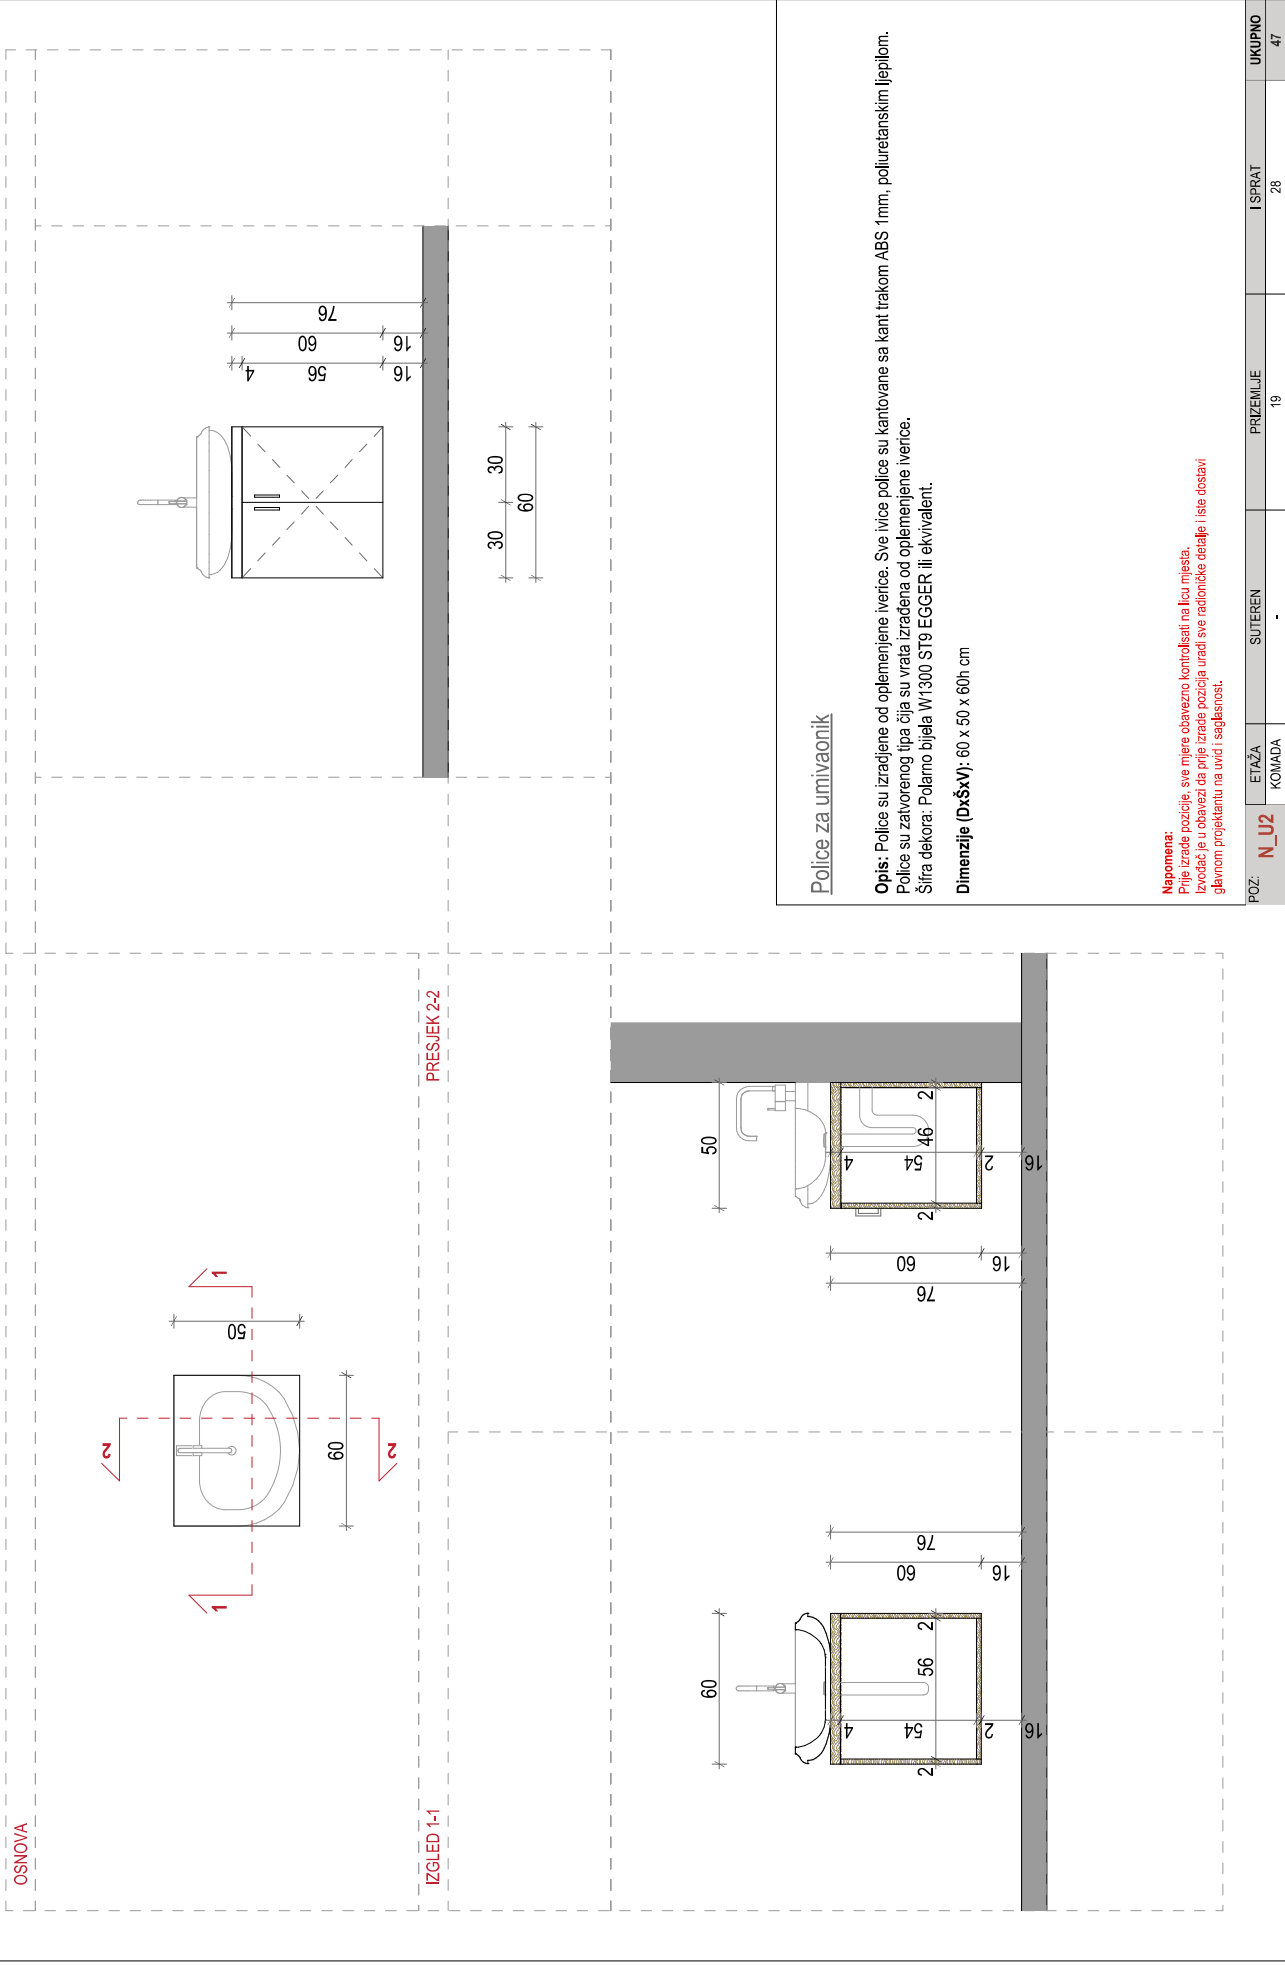 OSNOVA
1
1
2
2
50
60
76
60
16
4
56
16
30
30
60
IZGLED 1-1
60
4
54
2
16
2
56
2
60
16
76
PRESJEK 2-2
50
4
54
2
16
2
46
2
60
16
76
Police za umivaonik
Opis: Police su izradjene od oplemenjene iverice. Sve ivice police su kantovane sa kant trakom ABS 1mm, poliuretanskim ljepilom.
Police su zatvorenog tipa čija su vrata izrađena od oplemenjene iverice.
Šifra dekora: Polarno bijela W1300 ST9 EGGER ili ekvivalent.
Dimenzije (DxŠxV): 60 x 50 x 60h cm
Napomena:
Prije izrade pozicije, sve mjere obavezno kontrolisati na licu mjesta.
Izvođač je u obavezi da prije izrade pozicija uradi sve radioničke detalje i iste dostavi
glavnom projektantu na uvid i saglasnost.
POZ: N_U2
ETAŽA SUTEREN PRIZEMLJE I SPRAT UKUPNO
KOMADA - 19 28 47